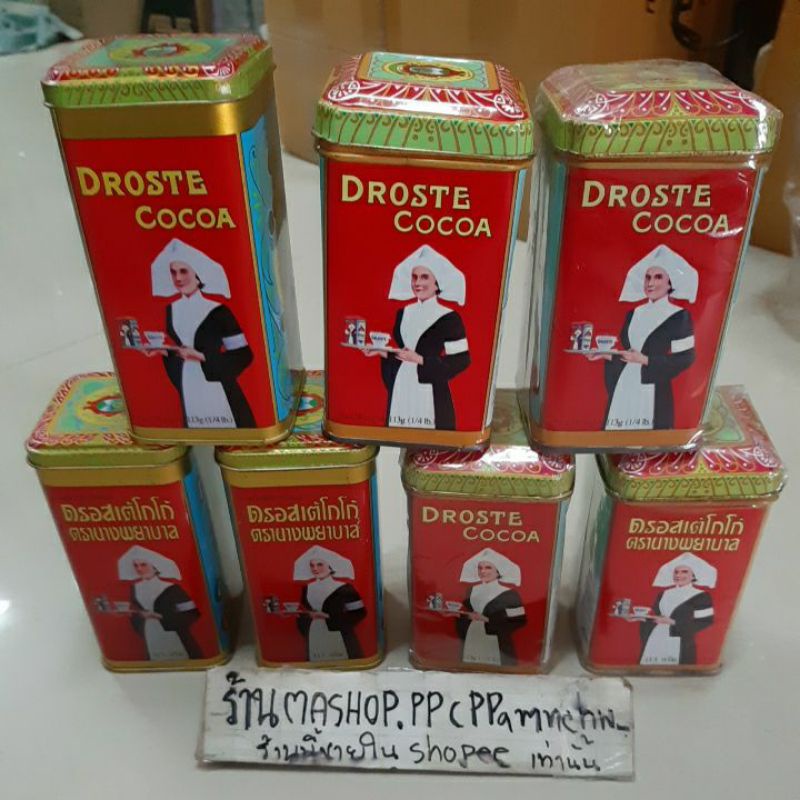 DROSTE
COCOA
113g (1/4 lb.)
DROSTE
COCOA
113g (1/4 lb.
DROSTE
COCOA
113g (1/4 lb.)
ดรอสเต้โกโก้
ตรานางพยาบาล
ดรอสเต้โกโก้
ตรานางพยาบาล
DROSTE
COCOA
ดรอสเต้โกโก้
ตรานางพยาบาล
ร้านMASHOP.PP
ร้านนี้ขายใน shopee เท่านั้น